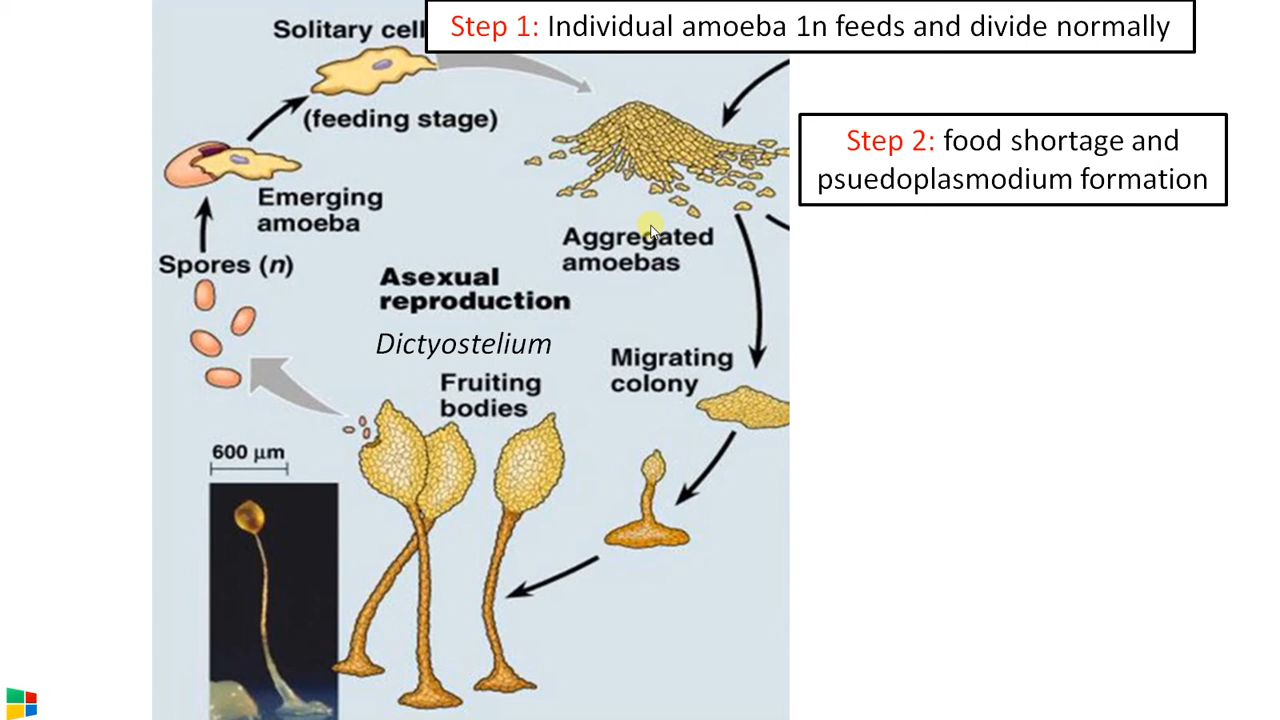 Solitary cell
Step 1: Individual amoeba 1n feeds and divide normally
(feeding stage)
Step 2: food shortage and
psuedoplasmodium formation
Emerging
amoeba
Aggregated
amoebas
Spores (n)
Asexual
reproduction
Dictyostelium
Migrating
colony
Fruiting
bodies
600 μm